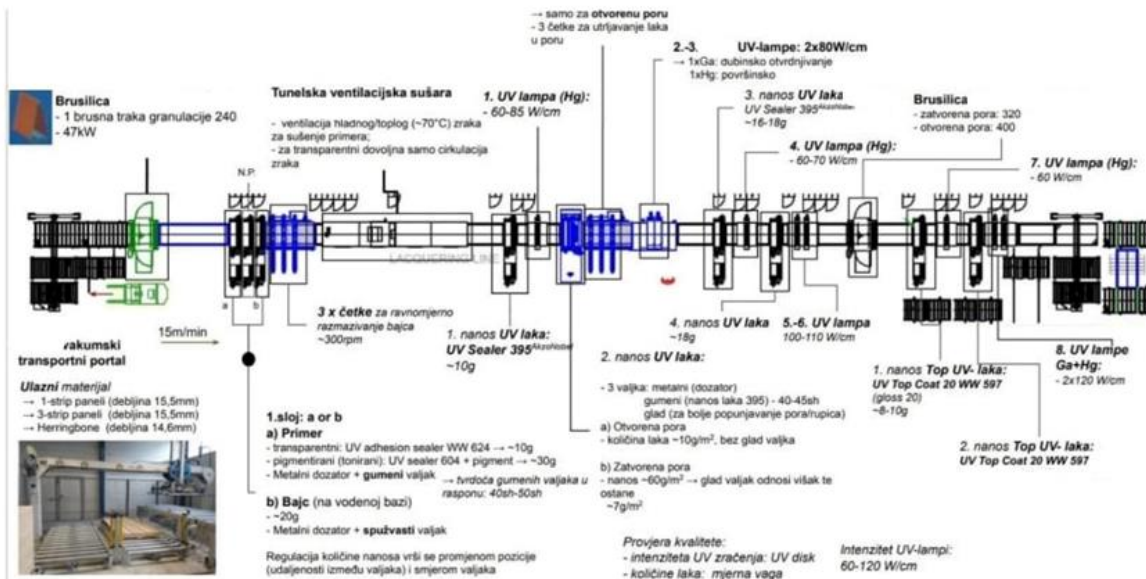 → samo za otvorenu poru
- 3 četke za utrljavanje laka
u poru
2.-3. UV-lampe: 2x80W/cm
→ 1xGa: dubinsko otvrdnjivanje
1xHg: površinsko
Brusilica
- 1 brusna traka granulacije 240
- 47kW
Tunelska ventilacijska sušara
- ventilacija hladnog/toplog (~70°C) zraka
za sušenje primera;
- za transparentni dovoljna samo cirkulacija
zraka
1. UV lampa (Hg):
- 60-85 W/cm
3. nanos UV laka
UV Sealer 395 AkzoNobel
~16-18g
4. UV lampa (Hg):
- 60-70 W/cm
Brusilica
- zatvorena pora: 320
- otvorena pora: 400
7. UV lampa (Hg):
- 60 W/cm
N.P.
LACQUERING LINE
a b
15m/min
3 x četke za ravnomjerno
razmazivanje bajca
~300rpm
1. nanos UV laka:
UV Sealer 395 AkzoNobel
~10g
2. nanos UV laka:
- 3 valjka: metalni (dozator)
gumeni (nanos laka 395) - 40-45sh
glad (za bolje popunjavanje pora/rupica)
a) Otvorena pora
- količina laka ~10g/m², bez glad valjka
b) Zatvorena pora
- nanos ~60g/m² → glad valjak odnosi višak te
ostane
~7g/m²
4. nanos UV laka
~18g
5.-6. UV lampa
100-110 W/cm
1. nanos Top UV- laka:
UV Top Coat 20 WW 597
(gloss 20)
~8-10g
8. UV lampe
Ga+Hg:
- 2x120 W/cm
2. nanos Top UV- laka:
UV Top Coat 20 WW 597
vakumski
transportni portal
Ulazni materijal
→ 1-strip paneli (debljina 15,5mm)
→ 3-strip paneli (debljina 15,5mm)
→ Herringbone (debljina 14,6mm)
1.sloj: a or b
a) Primer
- transparentni: UV adhesion sealer WW 624 → ~10g
- pigmentirani (tonirani): UV sealer 604 + pigment → ~30g
- Metalni dozator + gumeni valjak
→ tvrdoća gumenih valjaka u
rasponu: 40sh-50sh
b) Bajc (na vodenoj bazi)
- ~20g
- Metalni dozator + spužvasti valjak
Regulacija količine nanosa vrši se promjenom pozicije
(udaljenosti između valjaka) i smjerom valjaka
Provjera kvalitete:
- intenziteta UV zračenja: UV disk
- količine laka: mjerna vaga
Intenzitet UV-lampi:
60-120 W/cm